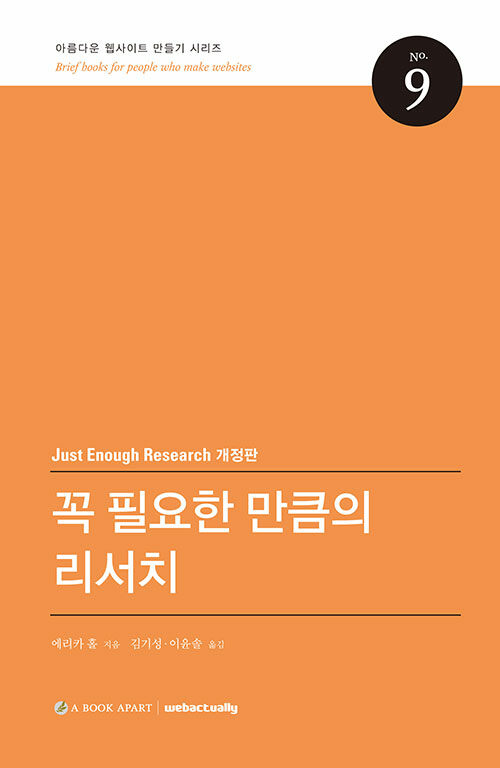 아름다운 웹사이트 만들기 시리즈
Brief books for people who make websites
No.
9
Just Enough Research 개정판
꼭 필요한 만큼의
리서치
에리카 홀 지음 김기성·이윤솔 옮김
A BOOK APART | webactually